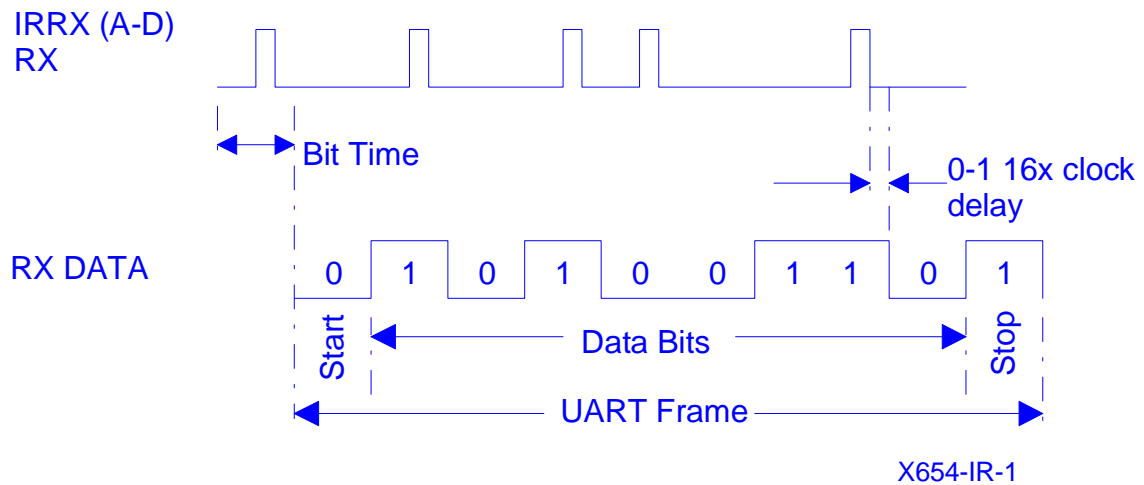 IRRX (A-D)
RX
Bit Time
0-1 16x clock
delay
RX DATA
0 1 0 1 0 0 1 1 0 1
Start
Data Bits
Stop
UART Frame
X654-IR-1